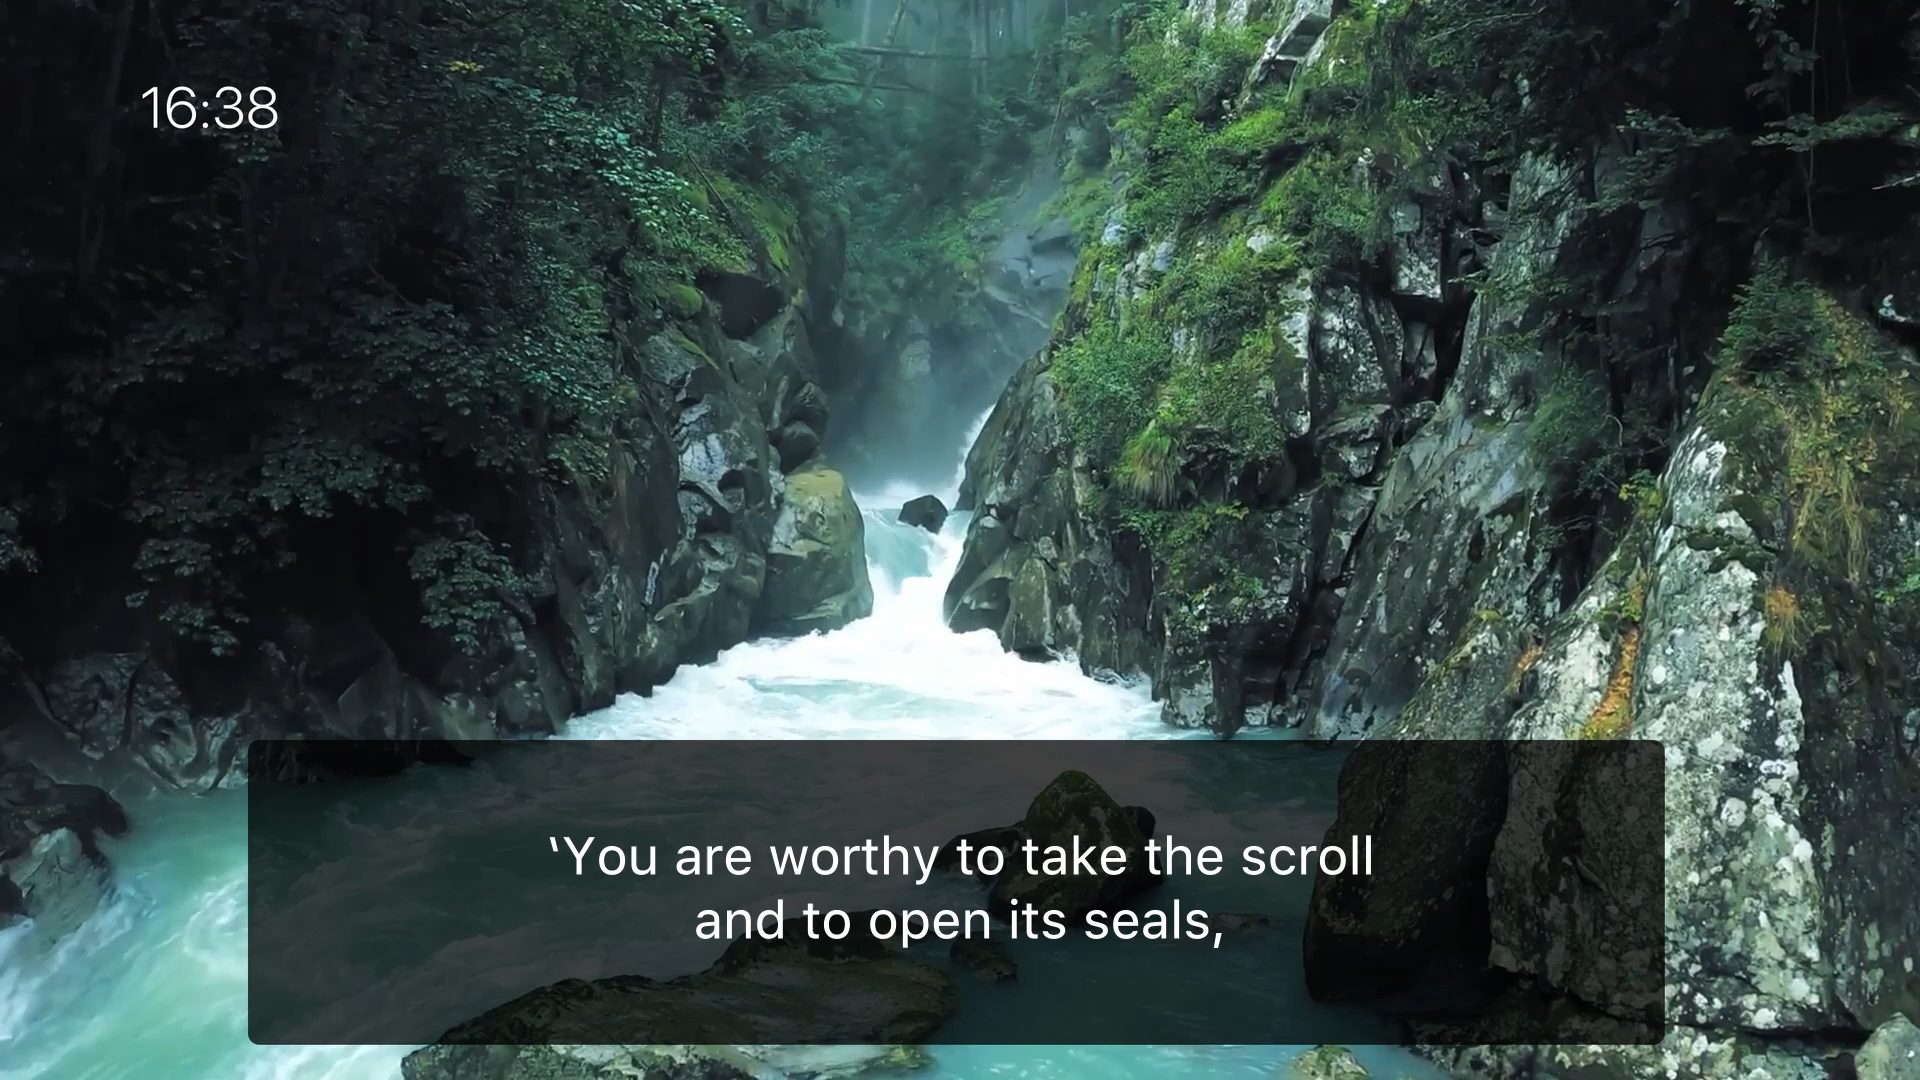 16:38
‘You are worthy to take the scroll
and to open its seals,